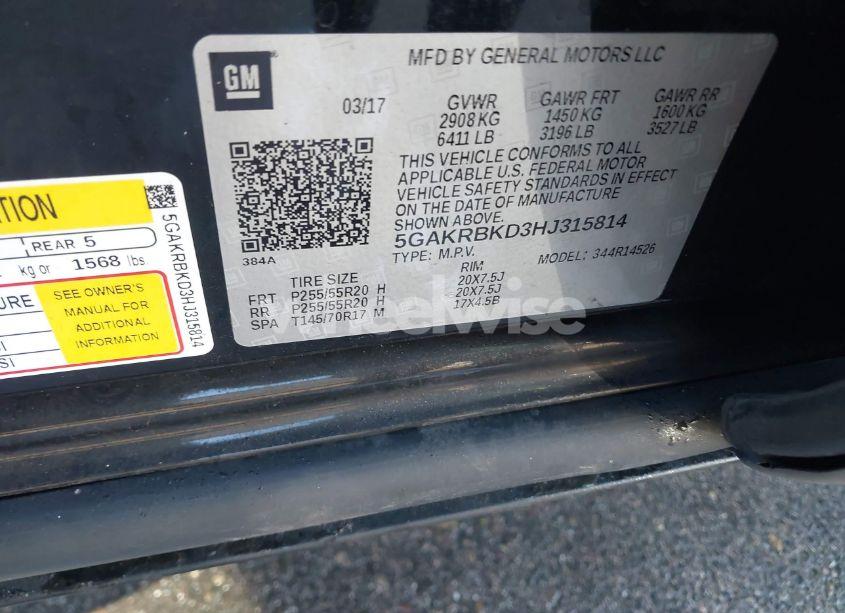 GM
MFD BY GENERAL MOTORS LLC
03/17
GVWR GAWR FRT GAWR RR
2908 KG 1450 KG 1600 KG
6411 LB 3196 LB 3527 LB
THIS VEHICLE CONFORMS TO ALL
APPLICABLE U.S. FEDERAL MOTOR
VEHICLE SAFETY STANDARDS IN EFFECT
ON THE DATE OF MANUFACTURE
SHOWN ABOVE.
5GAKRBKD3HJ315814
TYPE: M.P.V. MODEL: 344R14526
384A
TIRE SIZE RIM
FRT P255/55R20 H 20X7.5J
RR P255/55R20 H 20X7.5J
SPA T145/70R17 M 17X4.5B
REAR 5
kg or 1568 lbs.
SEE OWNER'S
MANUAL FOR
ADDITIONAL
INFORMATION
5GAKRBKD3HJ315814
wheelwise